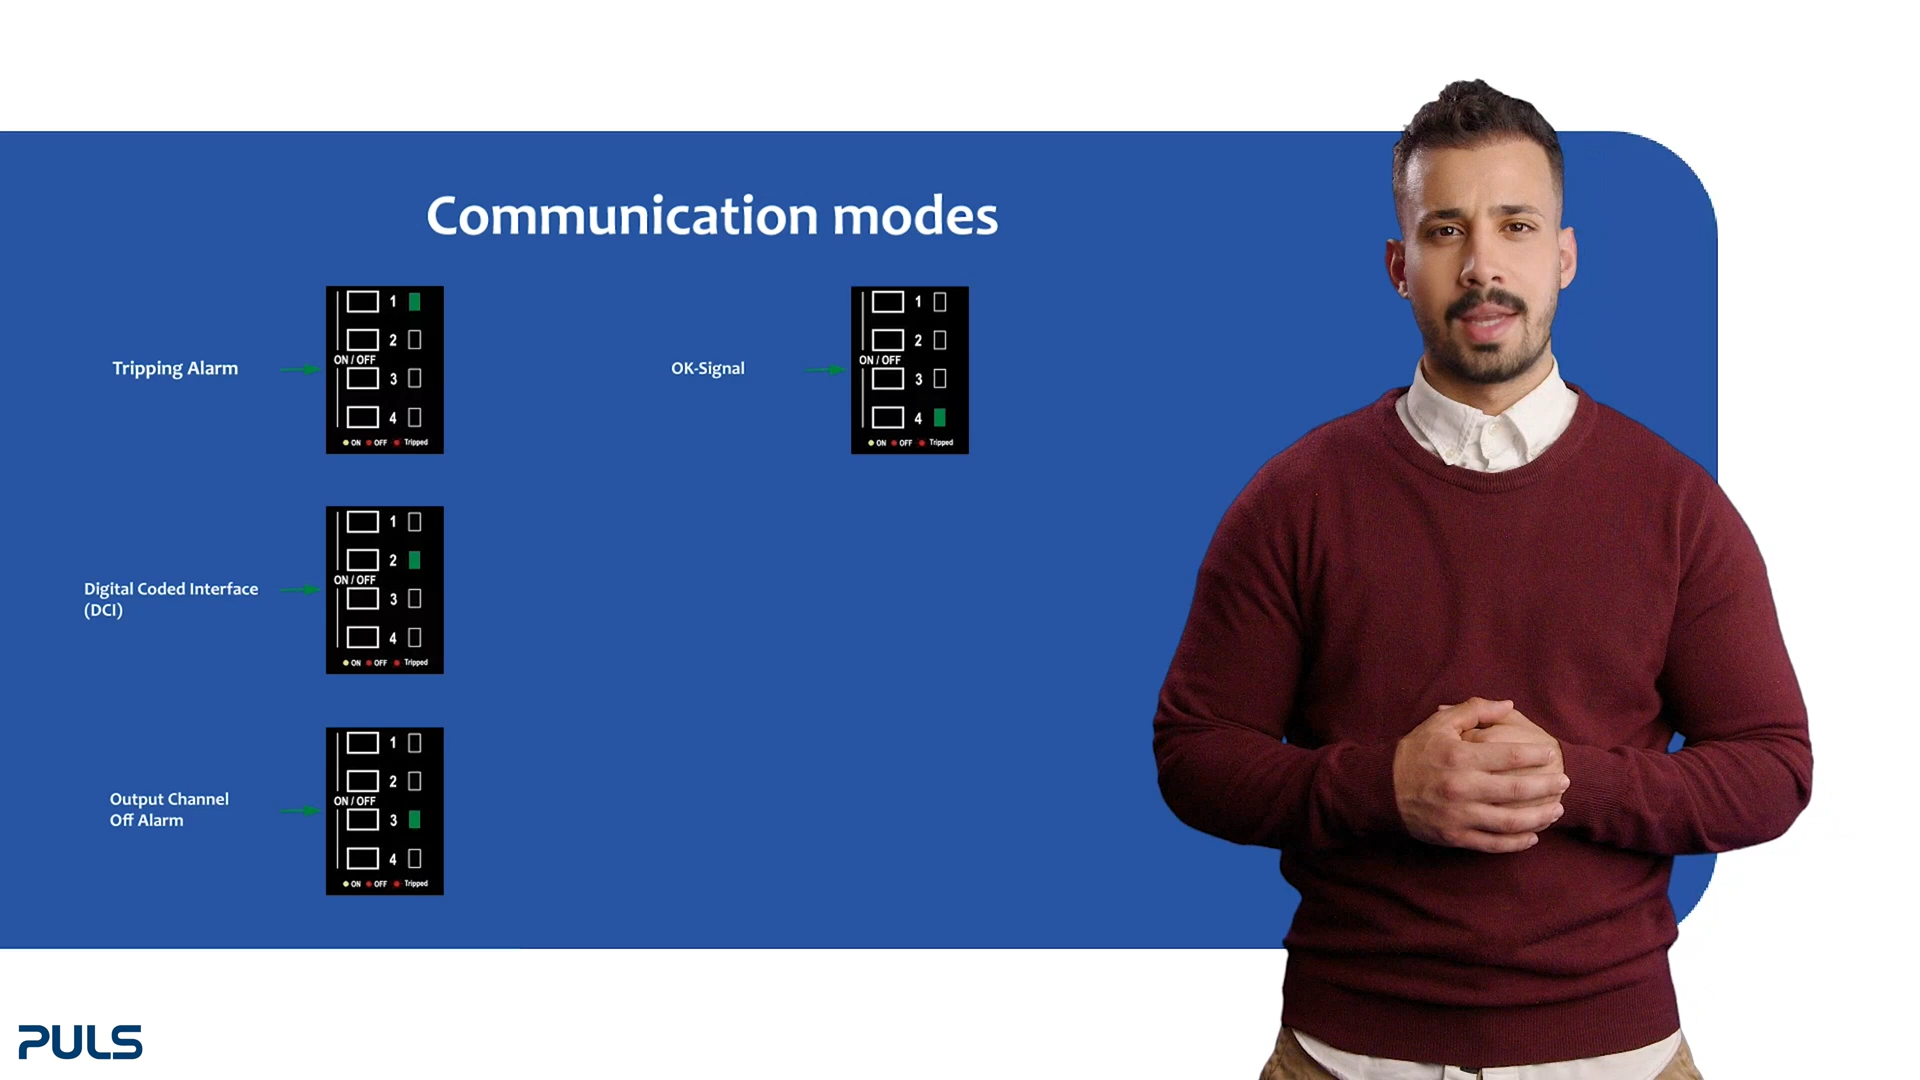 Communication modes
Tripping Alarm
1
2
ON / OFF
3
4
ON OFF Tripped
OK-Signal
1
2
ON / OFF
3
4
ON OFF Tripped
Digital Coded Interface
(DCI)
1
2
ON / OFF
3
4
ON OFF Tripped
Output Channel
Off Alarm
1
2
ON / OFF
3
4
ON OFF Tripped
PULS